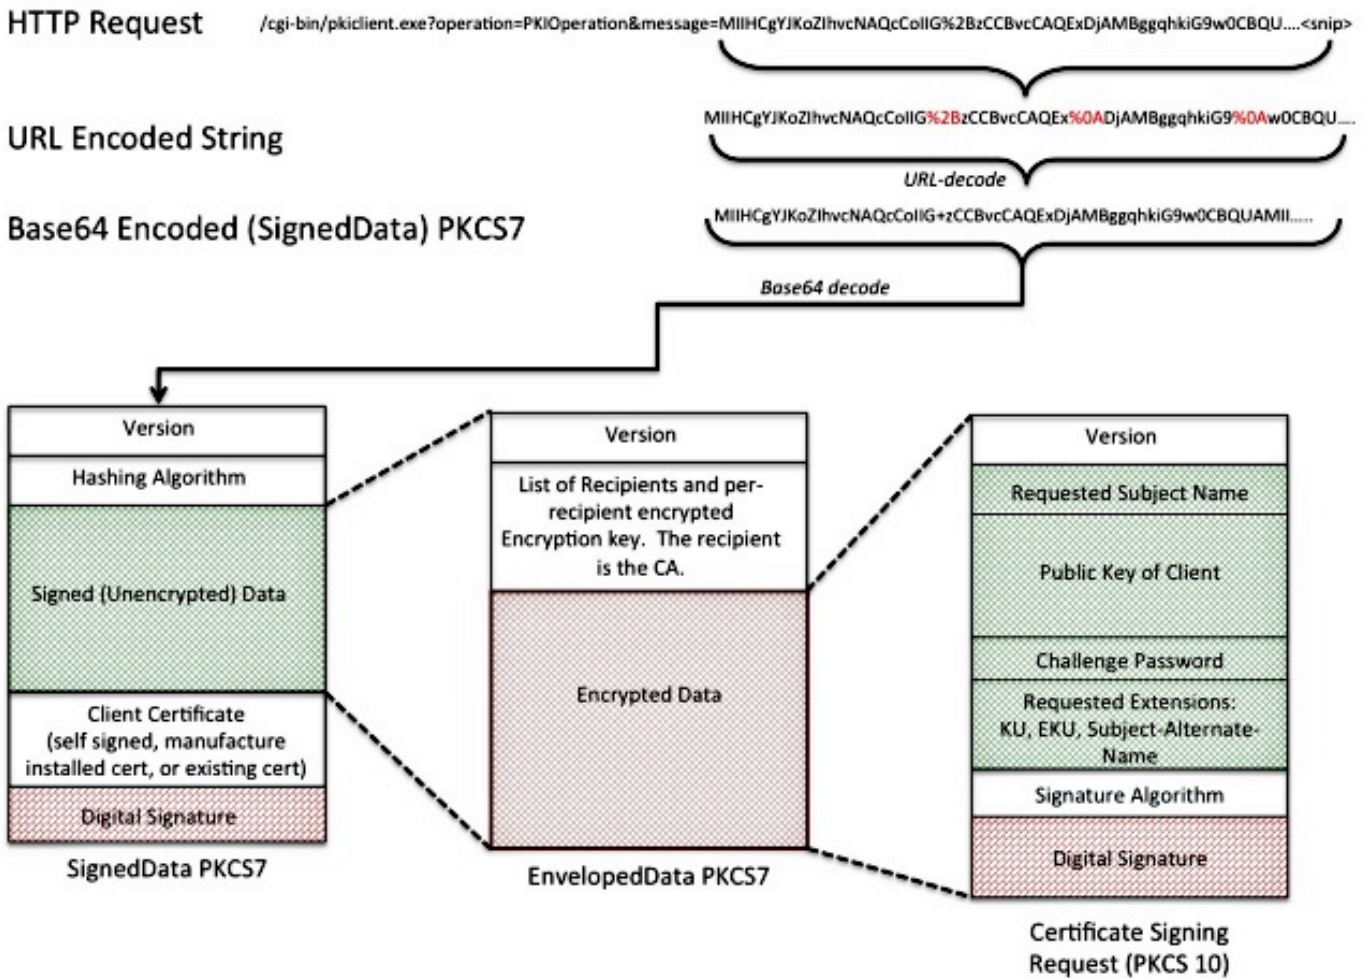 HTTP Request
/cgi-bin/pkiclient.exe?operation=PKIOperation&message=MIIHCgYJKoZIhvcNAQcCoIIG%2BzCCBvcCAQExDjAMBggqhkiG9w0CBQU....<snip>
MIIHCgYJKoZIhvcNAQcCoIIG%2BzCCBvcCAQEx%0ADjAMBggqhkiG9%0Aw0CBQU....
URL Encoded String
URL-decode
MIIHCgYJKoZIhvcNAQcCoIIG+zCCBvcCAQExDjAMBggqhkiG9w0CBQUAMII.....
Base64 Encoded (SignedData) PKCS7
Base64 decode
Version
Hashing Algorithm
Signed (Unencrypted) Data
Client Certificate
(self signed, manufacture
installed cert, or existing cert)
Digital Signature
SignedData PKCS7
Version
List of Recipients and per-
recipient encrypted
Encryption key. The recipient
is the CA.
Encrypted Data
EnvelopedData PKCS7
Version
Requested Subject Name
Public Key of Client
Challenge Password
Requested Extensions:
KU, EKU, Subject-Alternate-
Name
Signature Algorithm
Digital Signature
Certificate Signing
Request (PKCS 10)